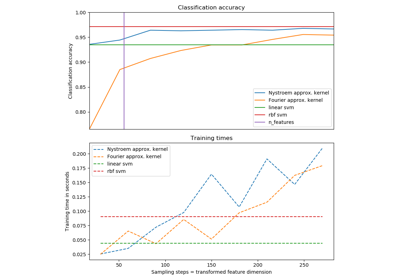 Classification accuracy
1.00
0.95
0.90
0.85
0.80
Classification accuracy
Nystroem approx. kernel
Fourier approx. kernel
linear svm
rbf svm
n_features
Training times
0.200
0.175
0.150
0.125
0.100
0.075
0.050
0.025
Training time in seconds
Nystroem approx. kernel
Fourier approx. kernel
linear svm
rbf svm
50 100 150 200 250
Sampling steps = transformed feature dimension